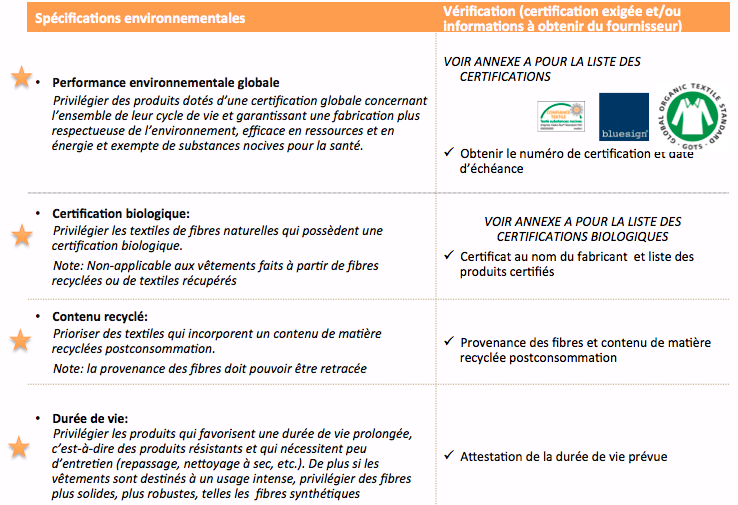 Spécifications environnementales
Vérification (certification exigée et/ou
informations à obtenir du fournisseur)
• Performance environnementale globale
Privilégier des produits dotés d’une certification globale concernant
l’ensemble de leur cycle de vie et garantissant une fabrication plus
respectueuse de l’environnement, efficace en ressources et en
énergie et exempte de substances nocives pour la santé.
VOIR ANNEXE A POUR LA LISTE DES
CERTIFICATIONS
bluesign®
GLOBAL ORGANIC TEXTILE STANDARD · GOTS ·
✓ Obtenir le numéro de certification et date
d’échéance
• Certification biologique:
Privilégier les textiles de fibres naturelles qui possèdent une
certification biologique.
Note: Non-applicable aux vêtements faits à partir de fibres
recyclées ou de textiles récupérés
VOIR ANNEXE A POUR LA LISTE DES
CERTIFICATIONS BIOLOGIQUES
✓ Certificat au nom du fabricant et liste des
produits certifiés
• Contenu recyclé:
Prioriser des textiles qui incorporent un contenu de matière
recyclées postconsommation.
Note: la provenance des fibres doit pouvoir être retracée
✓ Provenance des fibres et contenu de matière
recyclée postconsommation
• Durée de vie:
Privilégier les produits qui favorisent une durée de vie prolongée,
c’est-à-dire des produits résistants et qui nécessitent peu
d’entretien (repassage, nettoyage à sec, etc.). De plus si les
vêtements sont destinés à un usage intense, privilégier des fibres
plus solides, plus robustes, telles les fibres synthétiques
✓ Attestation de la durée de vie prévue